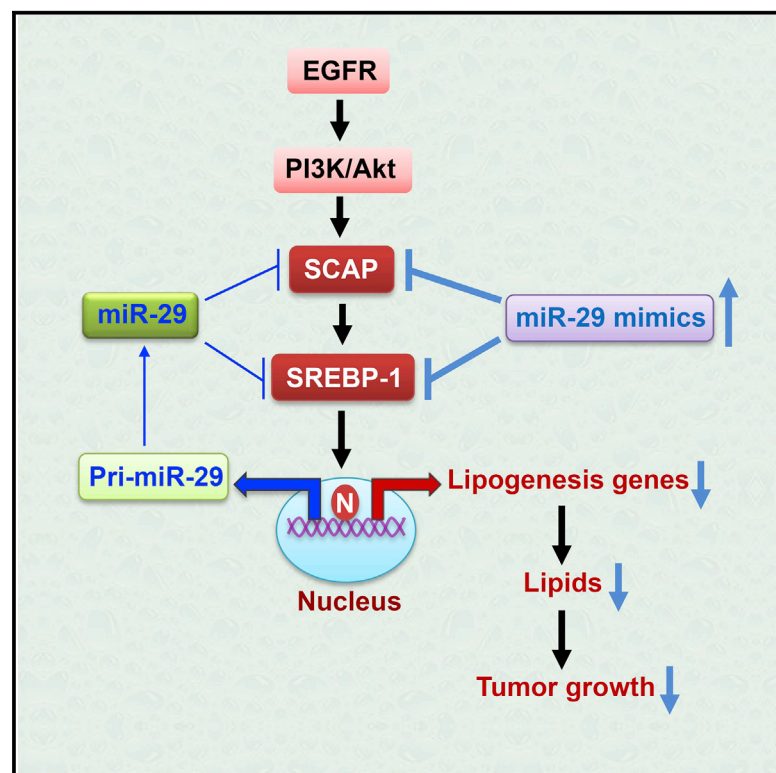 EGFR
PI3K/Akt
SCAP
miR-29
miR-29 mimics
SREBP-1
Pri-miR-29
N
Lipogenesis genes
Nucleus
Lipids
Tumor growth